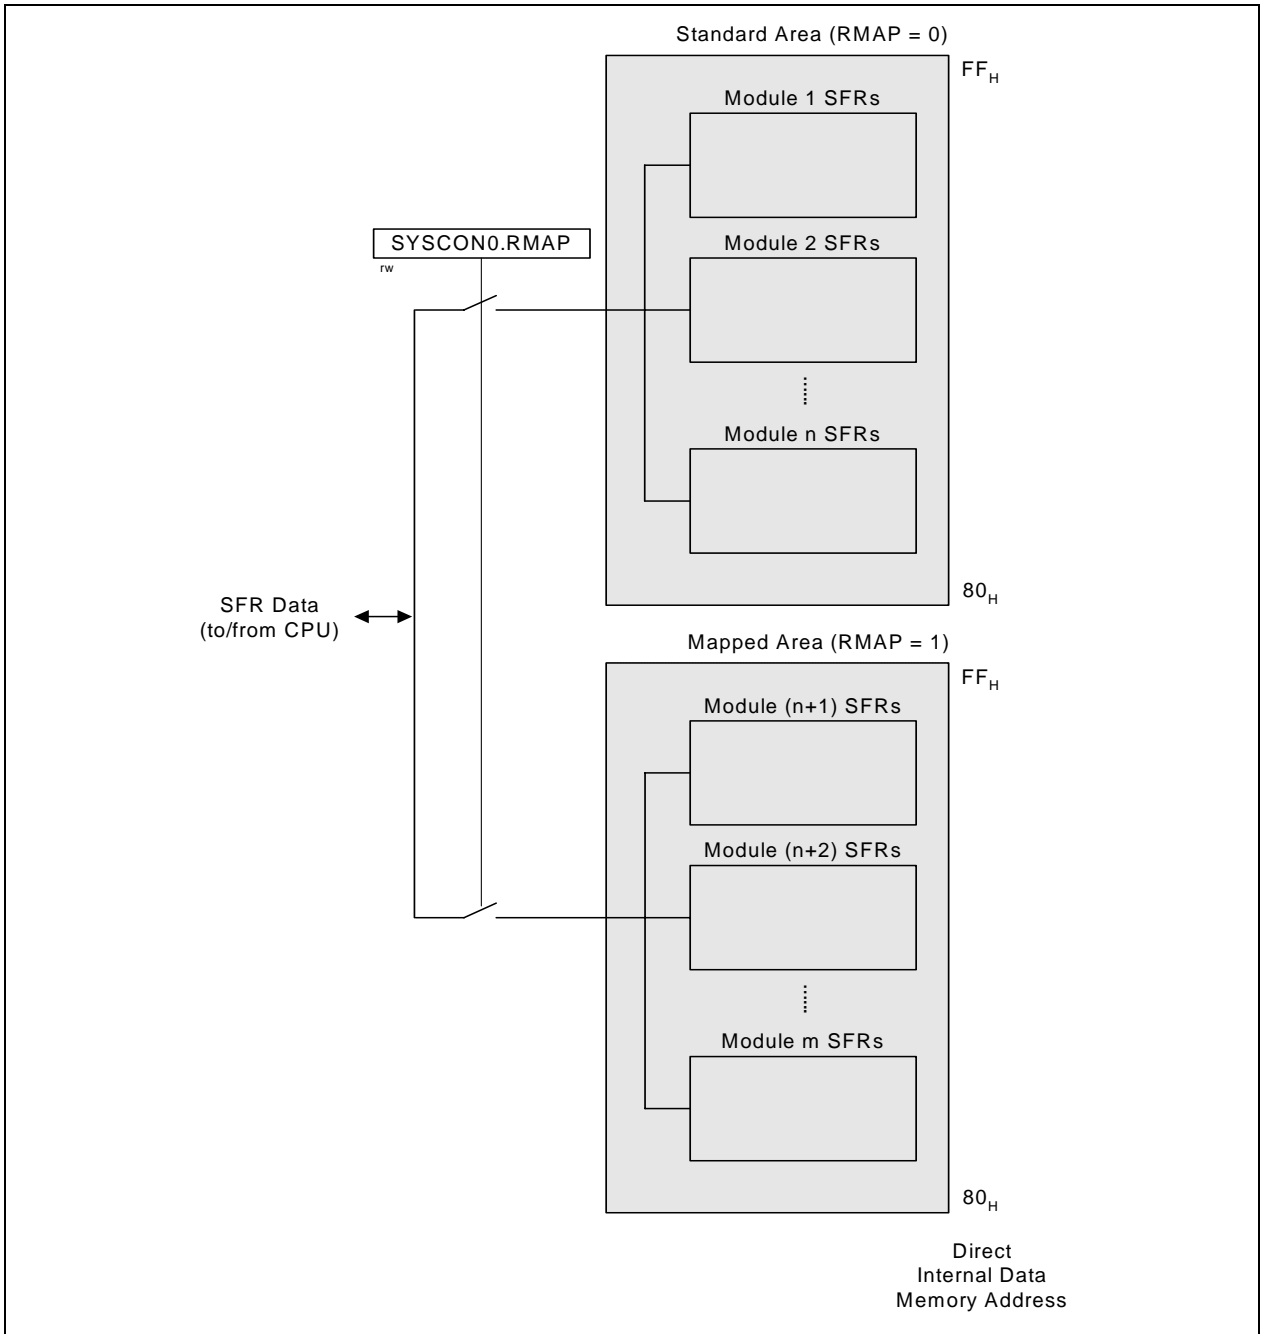 Standard Area (RMAP = 0)
FFH
Module 1 SFRs
SYSCON0.RMAP
rw
Module 2 SFRs
Module n SFRs
80H
SFR Data
(to/from CPU)
Mapped Area (RMAP = 1)
FFH
Module (n+1) SFRs
Module (n+2) SFRs
Module m SFRs
80H
Direct
Internal Data
Memory Address